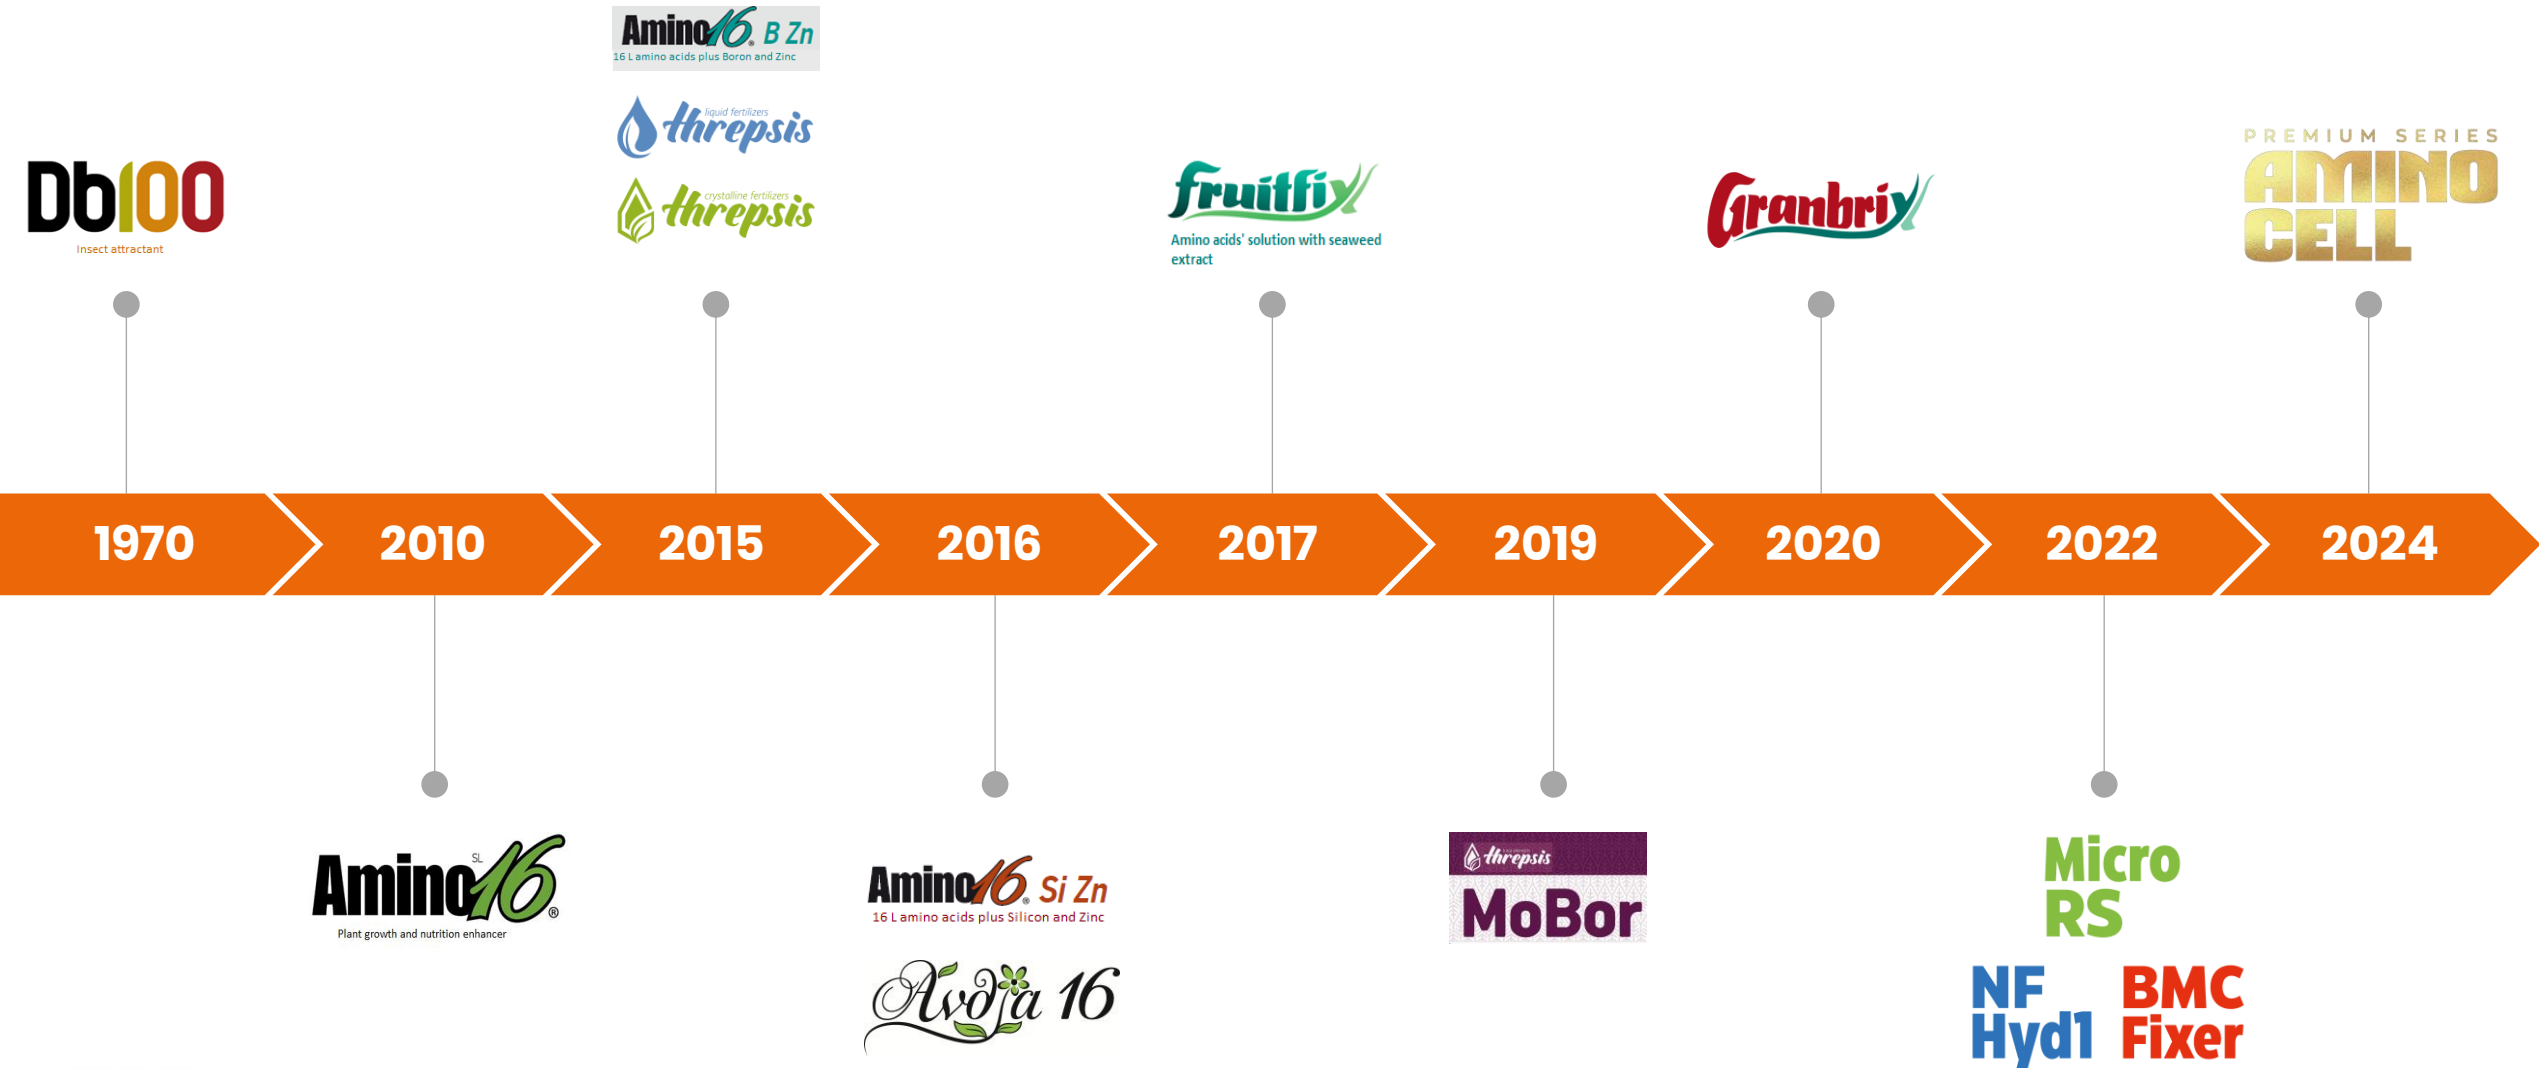 Amino16® B Zn
16 L amino acids plus Boron and Zinc
liquid fertilizers
threpsis
crystalline fertilizers
threpsis
Db100
Insect attractant
fruitfix
Amino acids' solution with seaweed
extract
Granbrix
PREMIUM SERIES
AMINO
CELL
1970
2010
2015
2016
2017
2019
2020
2022
2024
Amino16® SL
Plant growth and nutrition enhancer
Amino16® Si Zn
16 L amino acids plus Silicon and Zinc
Άνθεα 16
threpsis
MoBor
Micro
RS
NF
Hyd1
BMC
Fixer